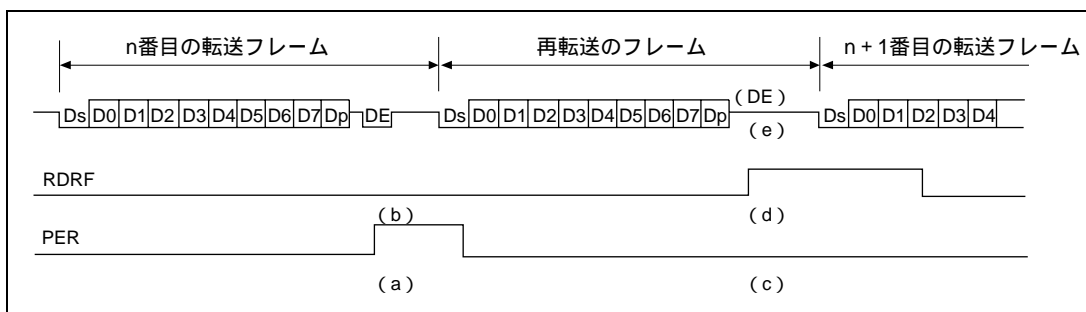 n番目の転送フレーム 再転送のフレーム n + 1番目の転送フレーム
Ds D0 D1 D2 D3 D4 D5 D6 D7 Dp DE Ds D0 D1 D2 D3 D4 D5 D6 D7 Dp (DE) Ds D0 D1 D2 D3 D4
(e)
RDRF
(b) (d)
PER
(a) (c)